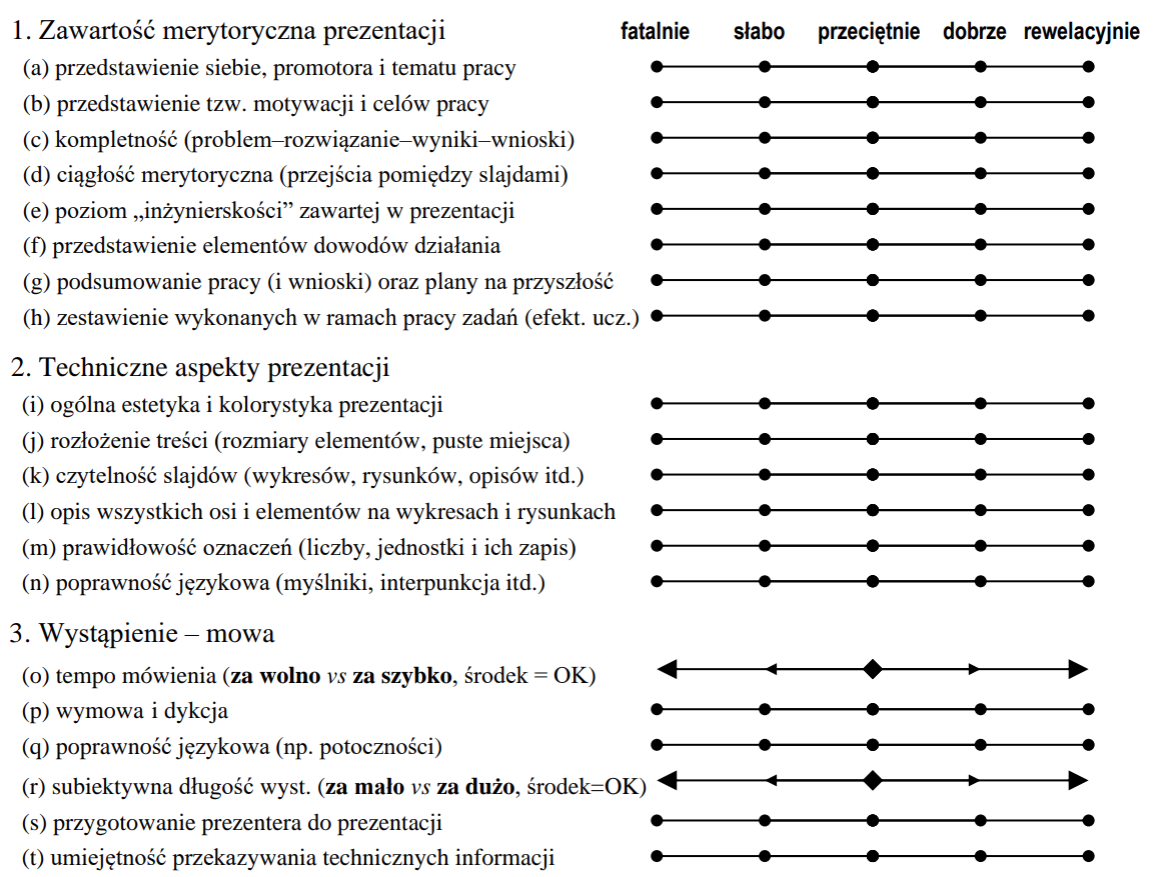 1. Zawartość merytoryczna prezentacji fatalnie słabo przeciętnie dobrze rewelacyjnie
(a) przedstawienie siebie, promotora i tematu pracy
(b) przedstawienie tzw. motywacji i celów pracy
(c) kompletność (problem–rozwiązanie–wyniki–wnioski)
(d) ciągłość merytoryczna (przejścia pomiędzy slajdami)
(e) poziom „inżynierskości” zawartej w prezentacji
(f) przedstawienie elementów dowodów działania
(g) podsumowanie pracy (i wnioski) oraz plany na przyszłość
(h) zestawienie wykonanych w ramach pracy zadań (efekt. ucz.)
2. Techniczne aspekty prezentacji
(i) ogólna estetyka i kolorystyka prezentacji
(j) rozłożenie treści (rozmiary elementów, puste miejsca)
(k) czytelność slajdów (wykresów, rysunków, opisów itd.)
(l) opis wszystkich osi i elementów na wykresach i rysunkach
(m) prawidłowość oznaczeń (liczby, jednostki i ich zapis)
(n) poprawność językowa (myślniki, interpunkcja itd.)
3. Wystąpienie – mowa
(o) tempo mówienia (za wolno vs za szybko, środek = OK)
(p) wymowa i dykcja
(q) poprawność językowa (np. potoczności)
(r) subiektywna długość wyst. (za mało vs za dużo, środek=OK)
(s) przygotowanie prezentera do prezentacji
(t) umiejętność przekazywania technicznych informacji